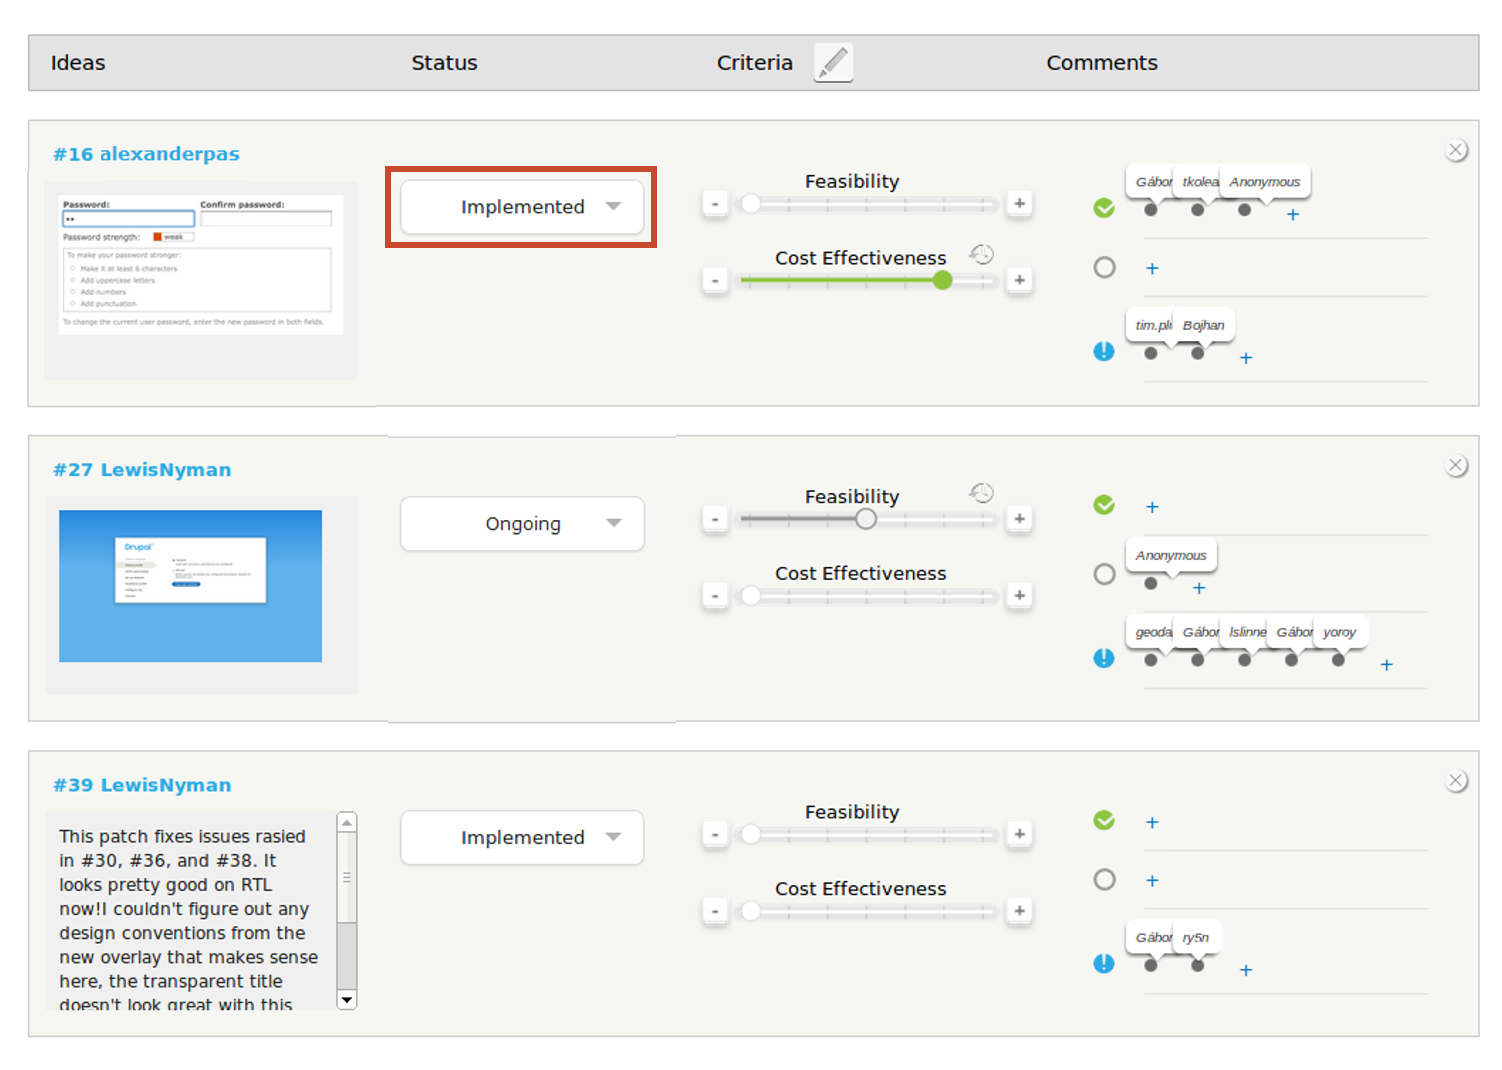 Ideas Status Criteria Comments
#16 alexanderpas
Password: Confirm password:
Password strength: weak
To make your password stronger:
Make it at least 6 characters
Add uppercase letters
Add numbers
Add punctuation
To change the current user password, enter the new password in both fields.
Implemented
Feasibility
- +
Cost Effectiveness
- +
Gábor tkolea Anonymous
+
+
tim.pli Bojhan
+
#27 LewisNyman
Drupal
Ongoing
Feasibility
- +
Cost Effectiveness
- +
+
Anonymous
+
geoda Gábor lslinne Gábor yoroy
+
#39 LewisNyman
This patch fixes issues rasied
in #30, #36, and #38. It
looks pretty good on RTL
now!I couldn't figure out any
design conventions from the
new overlay that makes sense
here, the transparent title
doesn't look great with this
Implemented
Feasibility
- +
Cost Effectiveness
- +
+
+
Gábor ry5n
+